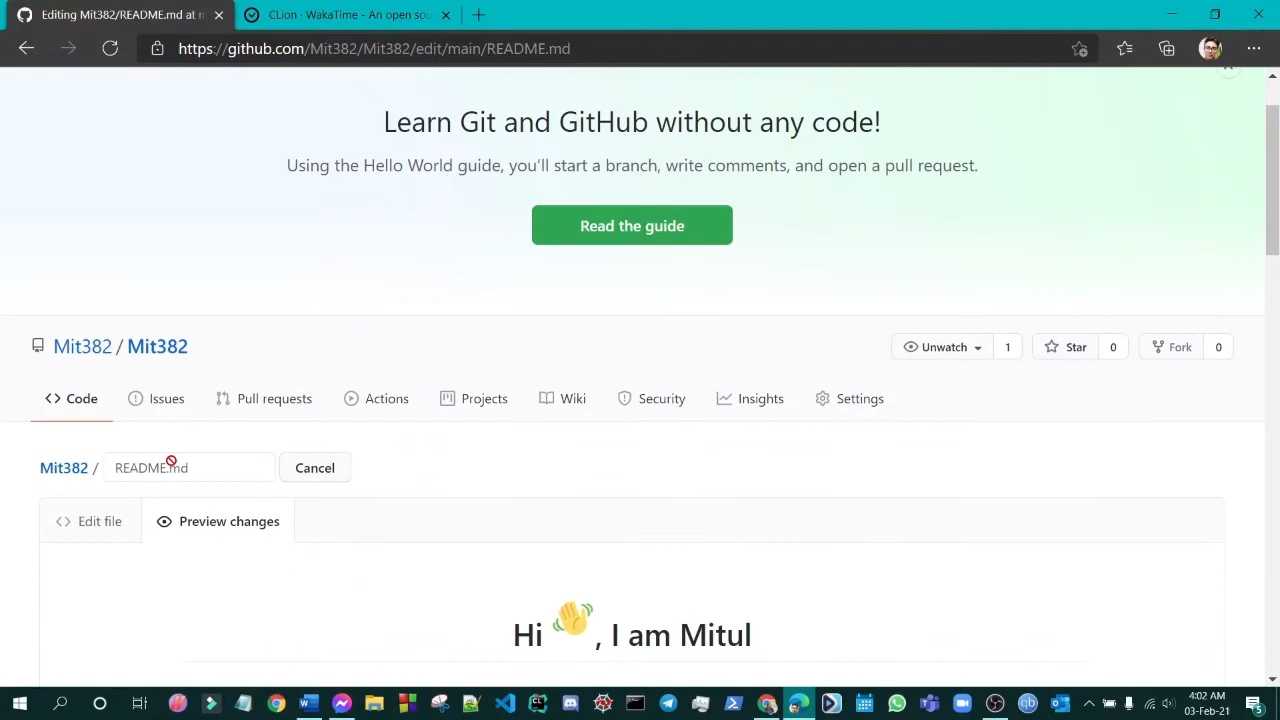 Editing Mit382/README.md at m
CLion · WakaTime - An open sou
https://github.com/Mit382/Mit382/edit/main/README.md
Learn Git and GitHub without any code!
Using the Hello World guide, you'll start a branch, write comments, and open a pull request.
Read the guide
Mit382 / Mit382
Unwatch 1
Star 0
Fork 0
Code Issues Pull requests Actions Projects Wiki Security Insights Settings
Mit382 / README.md Cancel
Edit file Preview changes
Hi 👋, I am Mitul
4:02 AM
03-Feb-21
5